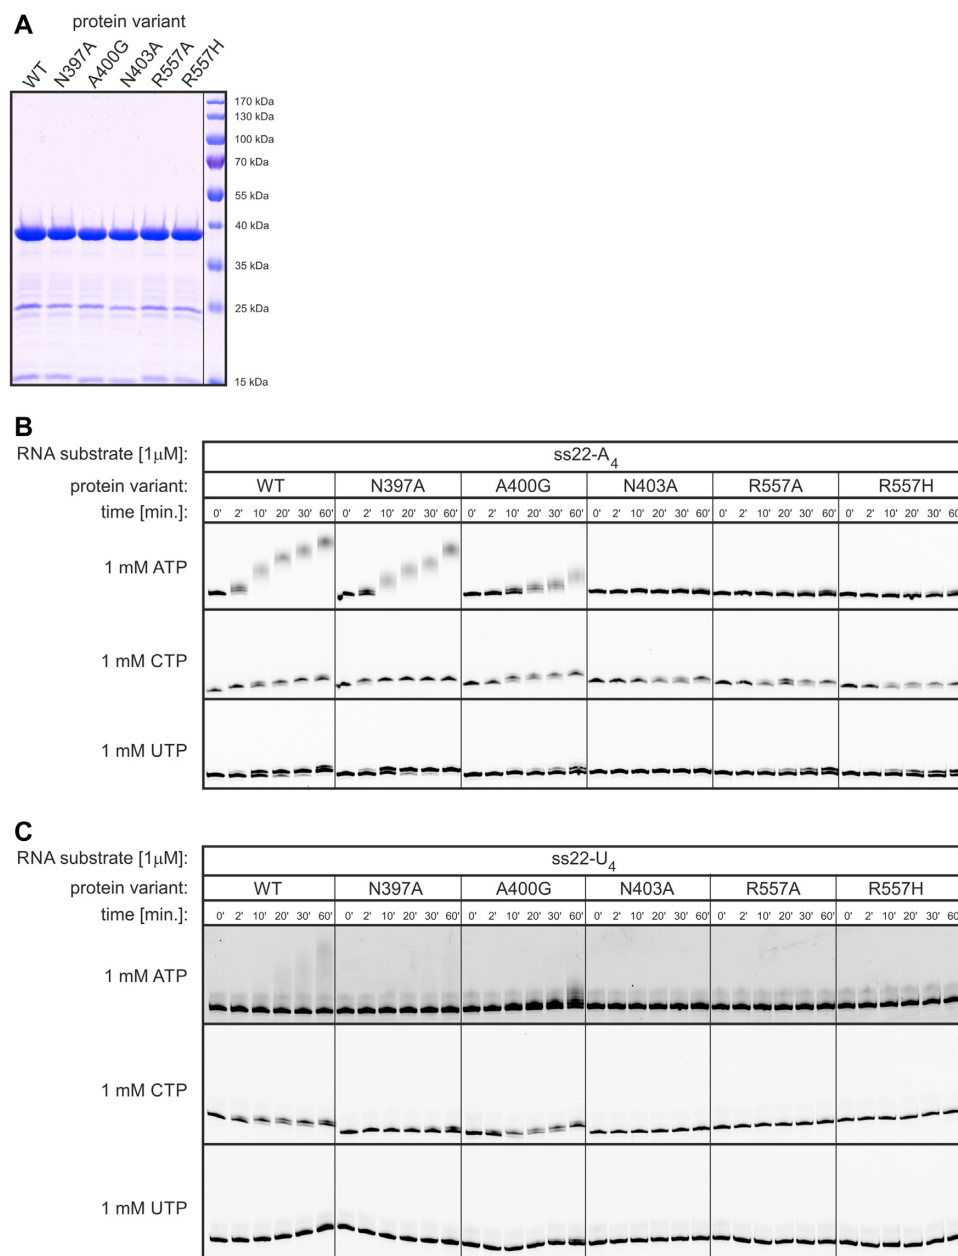 A
protein variant
WT N397A A400G N403A R557A R557H
170 kDa
130 kDa
100 kDa
70 kDa
55 kDa
40 kDa
35 kDa
25 kDa
15 kDa
B
RNA substrate [1μM]: ss22-A4
protein variant: WT N397A A400G N403A R557A R557H
time [min.]: 0' 2' 10' 20' 30' 60' 0' 2' 10' 20' 30' 60' 0' 2' 10' 20' 30' 60' 0' 2' 10' 20' 30' 60' 0' 2' 10' 20' 30' 60' 0' 2' 10' 20' 30' 60'
1 mM ATP
1 mM CTP
1 mM UTP
C
RNA substrate [1μM]: ss22-U4
protein variant: WT N397A A400G N403A R557A R557H
time [min.]: 0' 2' 10' 20' 30' 60' 0' 2' 10' 20' 30' 60' 0' 2' 10' 20' 30' 60' 0' 2' 10' 20' 30' 60' 0' 2' 10' 20' 30' 60' 0' 2' 10' 20' 30' 60'
1 mM ATP
1 mM CTP
1 mM UTP